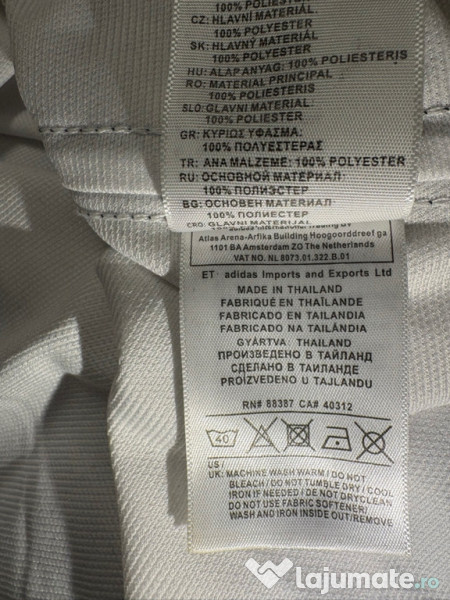 100% POLIESTER
CZ: HLAVNÍ MATERIÁL
100% POLYESTER
SK: HLAVNÝ MATERIÁL
100% POLYESTER
HU: ALAPANYAG: 100% POLIÉSZTERIS
RO: MATERIAL PRINCIPAL
100% POLIESTERIS
SLO: GLAVNI MATERIAL:
100% POLIESTER
GR: ΚΥΡΙΩΣ ΥΦΑΣΜΑ:
100% ΠΟΛΥΕΣΤΕΡΑΣ
TR: ANA MALZEME: 100% POLYESTER
RU: ОСНОВНОЙ МАТЕРИАЛ
100% ПОЛИЭСТЕР
BG: ОСНОВЕН МАТЕРИАЛ
100% ПОЛИЕСТЕР
CRO: GLAVNI MATERIJAL
Atlas Arena-Arfika Building Hoogoorddreef ga
1101 BA Amsterdam ZO The Netherlands
VAT NO. NL 8073.01.322.B.01
ET: adidas Imports and Exports Ltd
MADE IN THAILAND
FABRIQUÉ EN THAÏLANDE
FABRICADO EN TAILANDIA
FABRICADO NA TAILÂNDIA
GYÁRTVA: THAILAND
ПРОИЗВЕДЕНО В ТАЙЛАНД
СДЕЛАНО В ТАИЛАНДЕ
PROIZVEDENO U TAJLANDU
RN# 88387 CA# 40312
40
US/
UK: MACHINE WASH WARM / DO NOT
BLEACH / DO NOT TUMBLE DRY / COOL
IRON IF NEEDED / DO NOT DRYCLEAN
DO NOT USE FABRIC SOFTENER/
WASH AND IRON INSIDE OUT/REMOVE
lajumate.ro